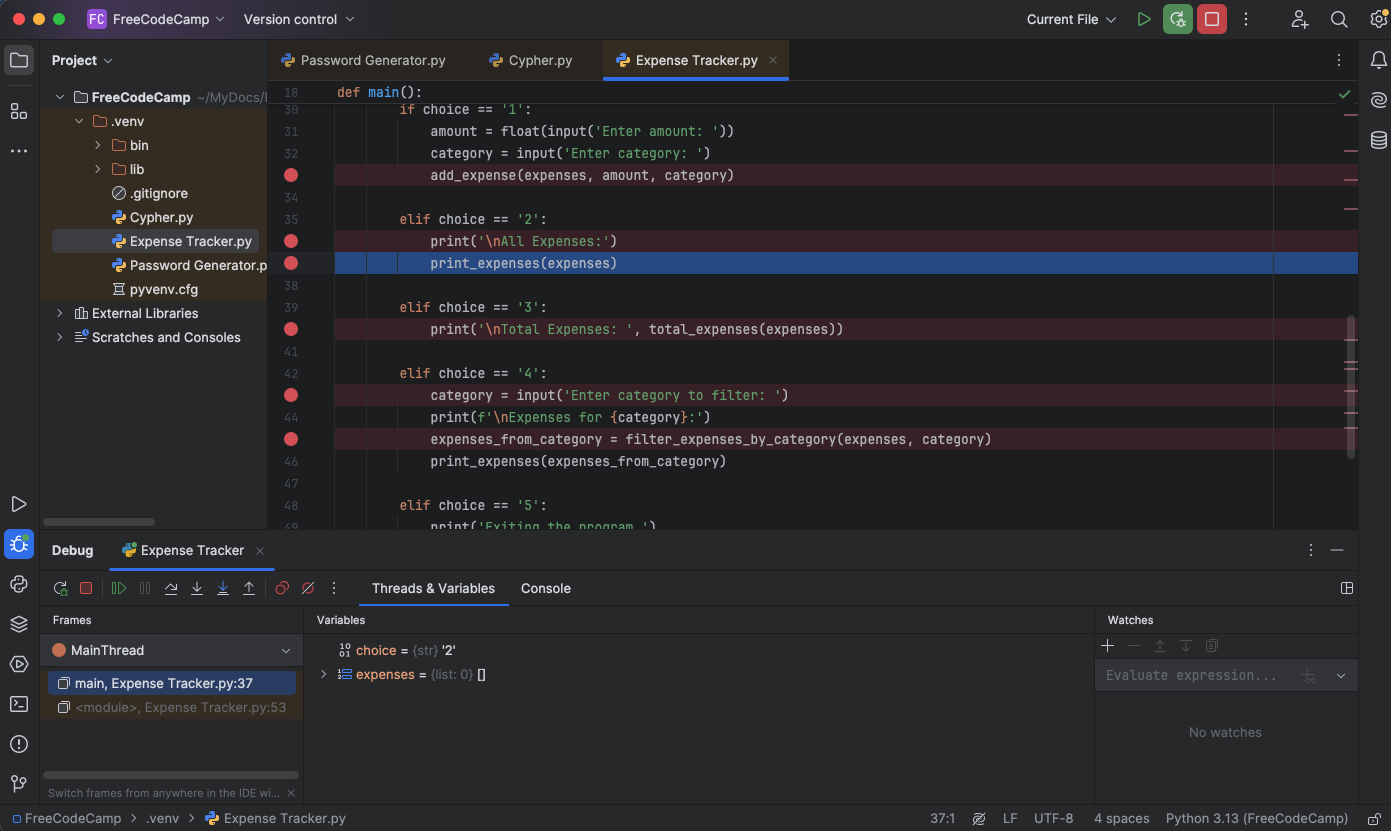 FC FreeCodeCamp Version control Current File
Project
Password Generator.py Cypher.py Expense Tracker.py
FreeCodeCamp ~/MyDocs/
.venv
bin
lib
.gitignore
Cypher.py
Expense Tracker.py
Password Generator.p
pyvenv.cfg
External Libraries
Scratches and Consoles
18 def main():
30 if choice == '1':
31 amount = float(input('Enter amount: '))
32 category = input('Enter category: ')
add_expense(expenses, amount, category)
34
35 elif choice == '2':
print('\nAll Expenses:')
print_expenses(expenses)
38
39 elif choice == '3':
print('\nTotal Expenses: ', total_expenses(expenses))
41
42 elif choice == '4':
category = input('Enter category to filter: ')
44 print(f'\nExpenses for {category}:')
expenses_from_category = filter_expenses_by_category(expenses, category)
46 print_expenses(expenses_from_category)
47
48 elif choice == '5':
49 print('Exiting the program.')
Debug Expense Tracker
Threads & Variables Console
Frames
MainThread
main, Expense Tracker.py:37
<module>, Expense Tracker.py:53
Switch frames from anywhere in the IDE wi...
Variables
choice = {str} '2'
expenses = {list: 0} []
Watches
Evaluate expression...
No watches
FreeCodeCamp > .venv > Expense Tracker.py
37:1 LF UTF-8 4 spaces Python 3.13 (FreeCodeCamp)